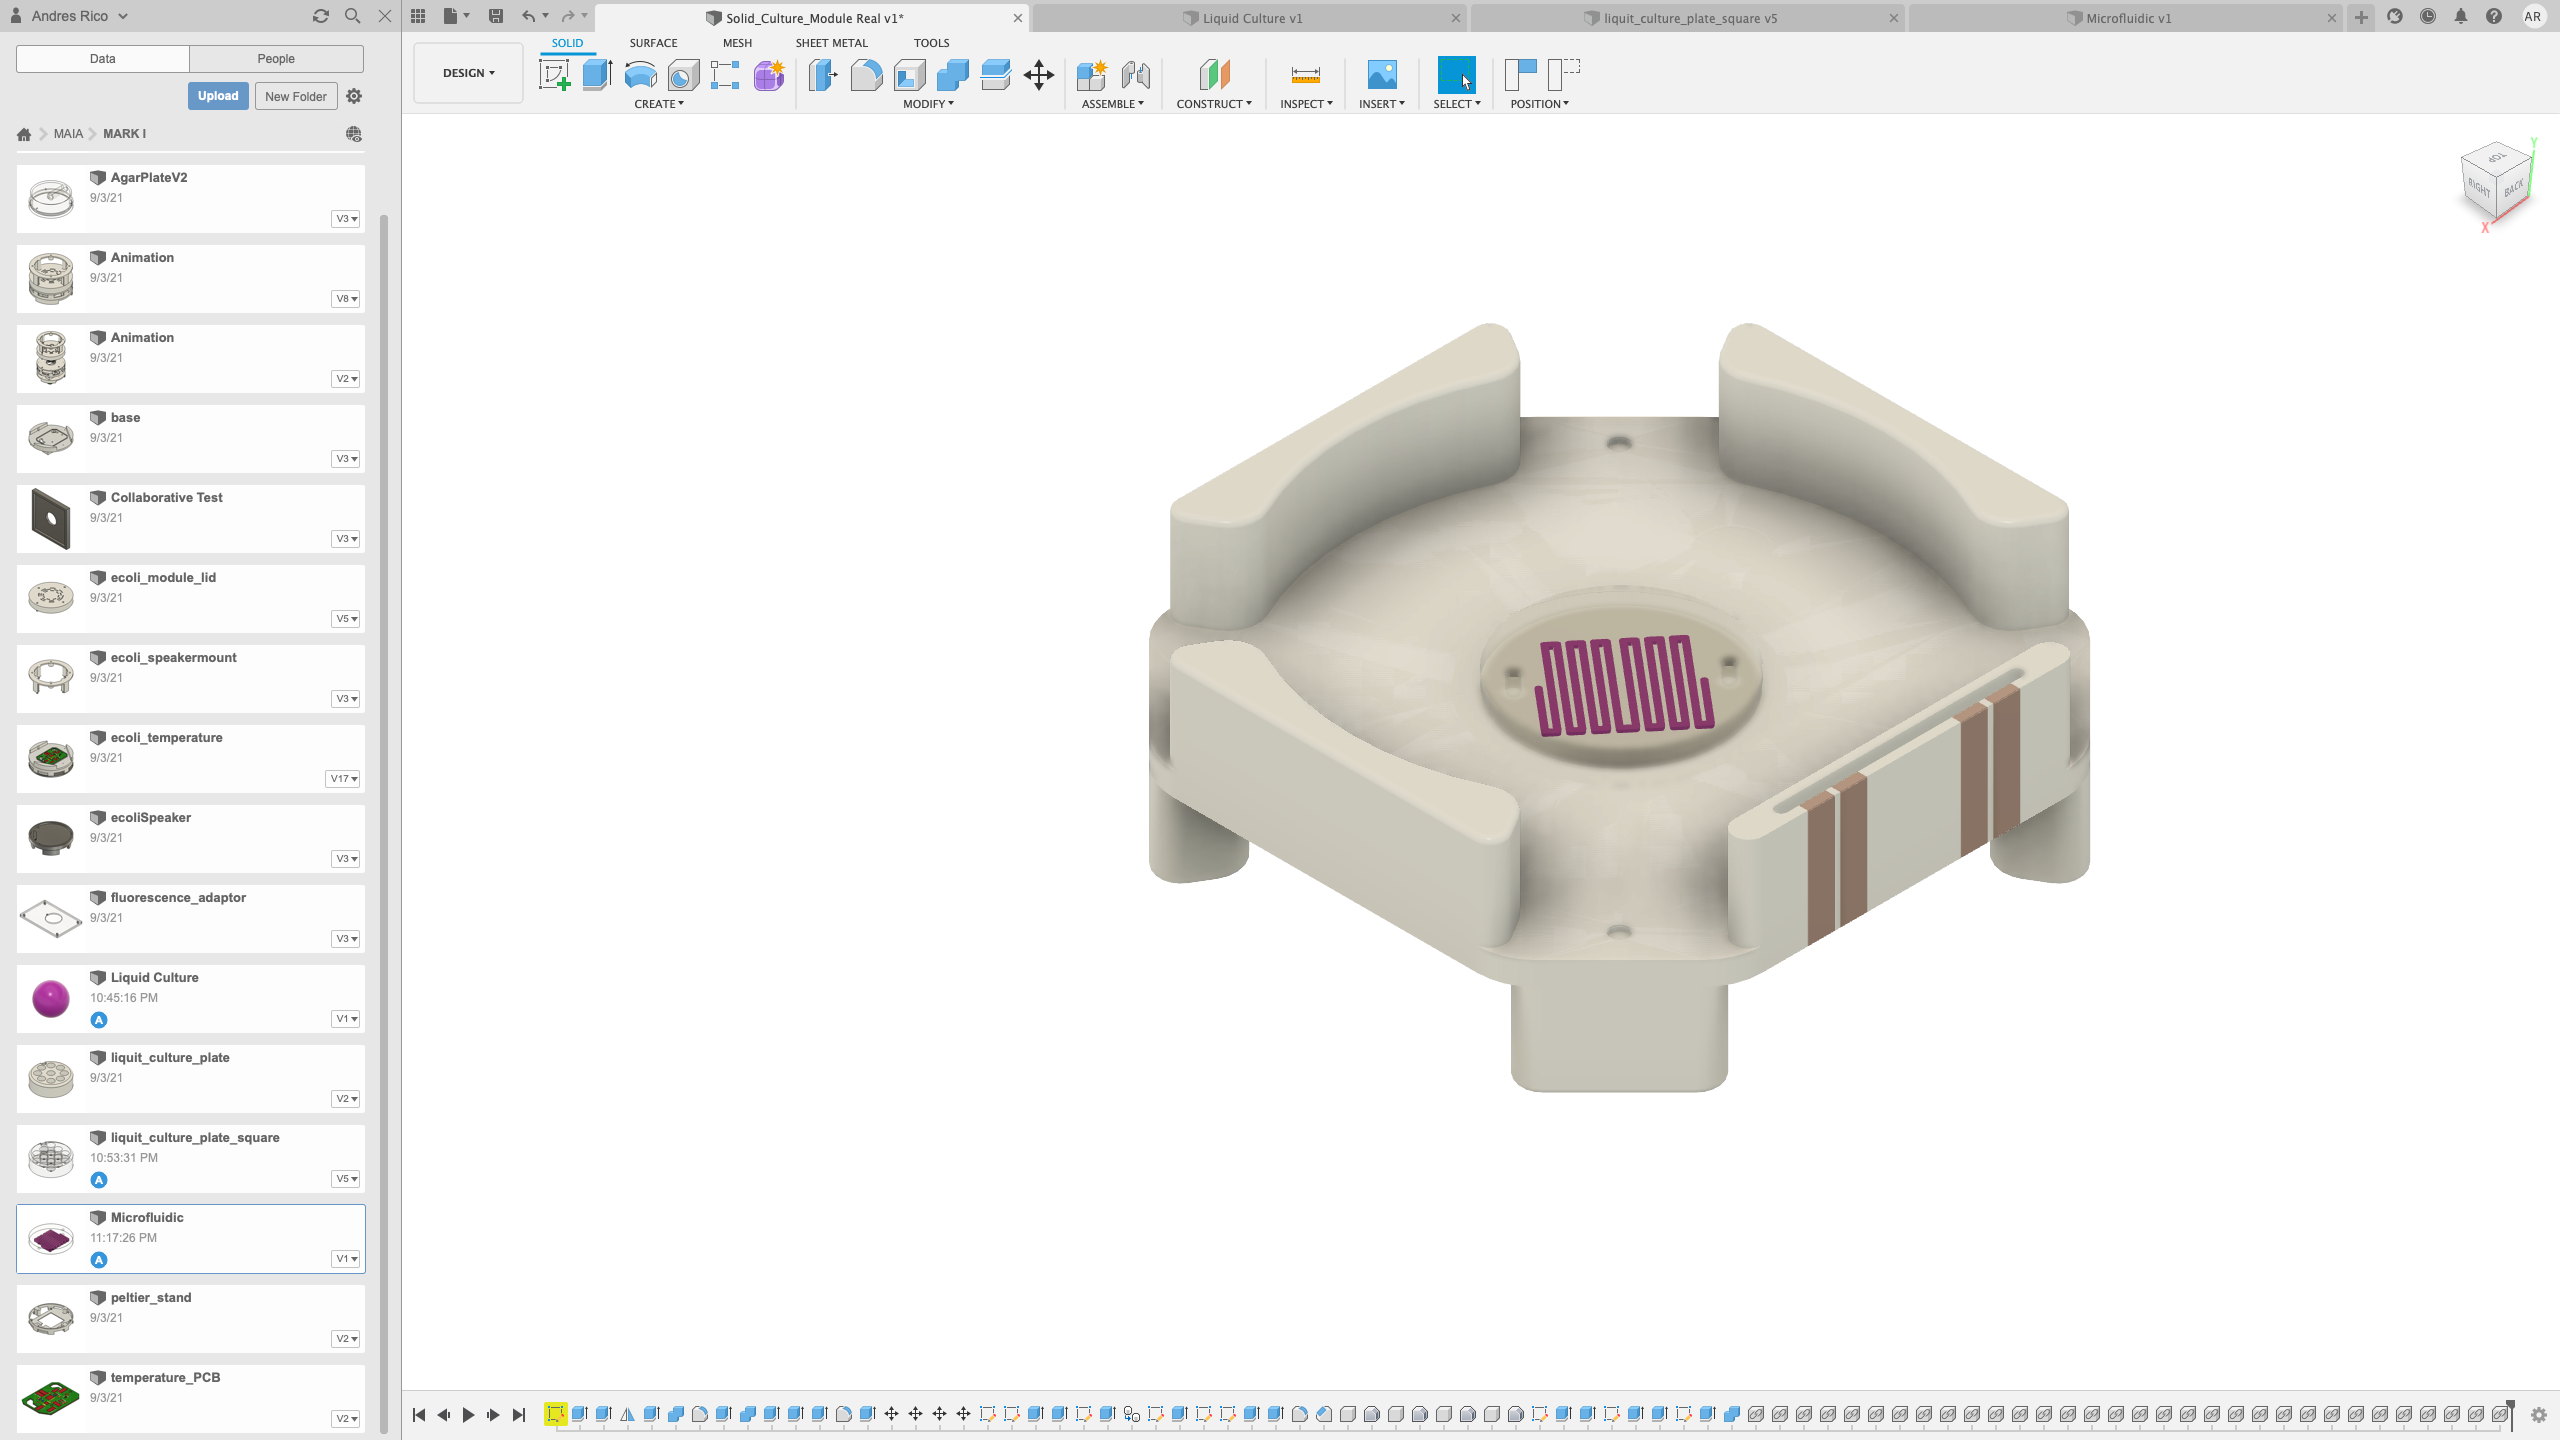 Andres Rico
Data
People
Upload
New Folder
MAIA
MARK I
AgarPlateV2
9/3/21
V3
Animation
9/3/21
V8
Animation
9/3/21
V2
base
9/3/21
V3
Collaborative Test
9/3/21
V3
ecoli_module_lid
9/3/21
V5
ecoli_speakermount
9/3/21
V3
ecoli_temperature
9/3/21
V17
ecoliSpeaker
9/3/21
V3
fluorescence_adaptor
9/3/21
V3
Liquid Culture
10:45:16 PM
A
V1
liquit_culture_plate
9/3/21
V2
liquit_culture_plate_square
10:53:31 PM
A
V5
Microfluidic
11:17:26 PM
A
V1
peltier_stand
9/3/21
V2
temperature_PCB
9/3/21
V2
Solid_Culture_Module Real v1*
Liquid Culture v1
liquit_culture_plate_square v5
Microfluidic v1
AR
SOLID
SURFACE
MESH
SHEET METAL
TOOLS
DESIGN
CREATE
MODIFY
ASSEMBLE
CONSTRUCT
INSPECT
INSERT
SELECT
POSITION
TOP
RIGHT
BACK
Y
X